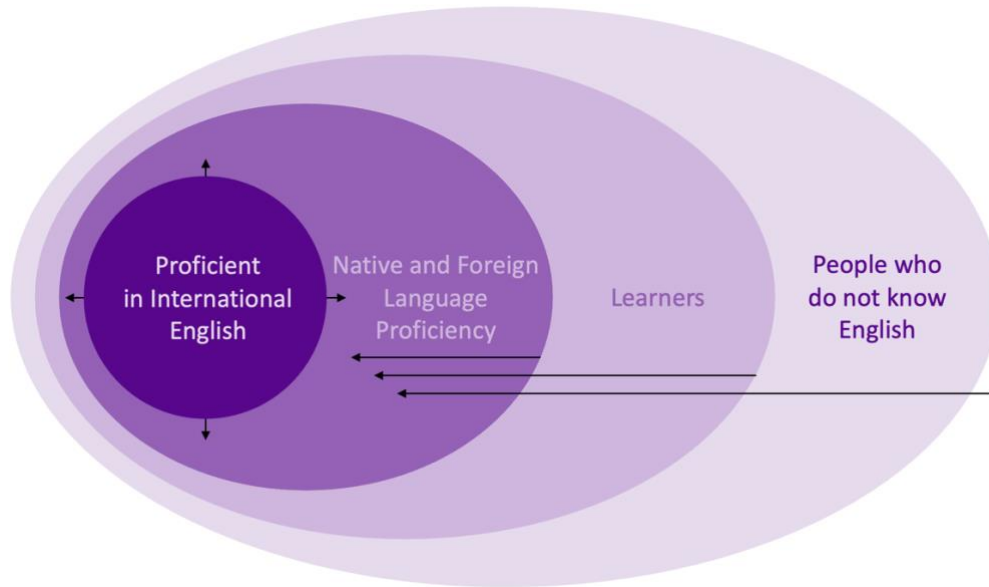 Proficient
in International
English
Native and Foreign
Language
Proficiency
Learners
People who
do not know
English